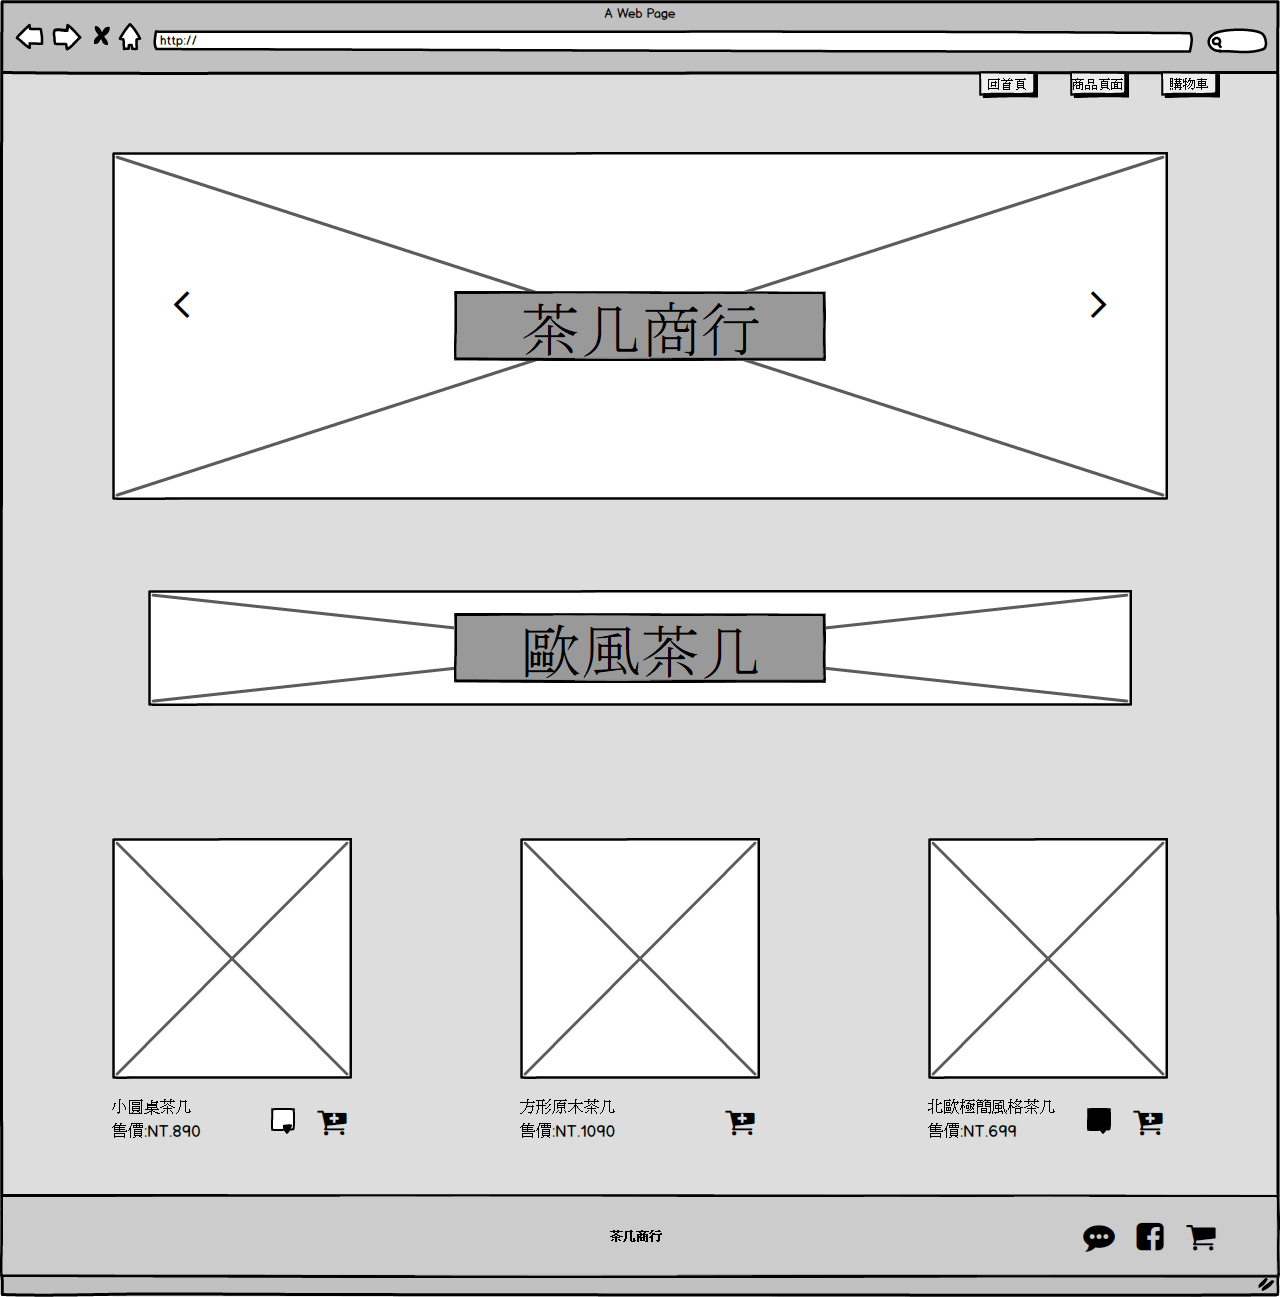 A Web Page
http://
回首頁
商品頁面
購物車
茶几商行
歐風茶几
小圓桌茶几
售價:NT.890
方形原木茶几
售價:NT.1090
北歐極簡風格茶几
售價:NT.699
茶几商行